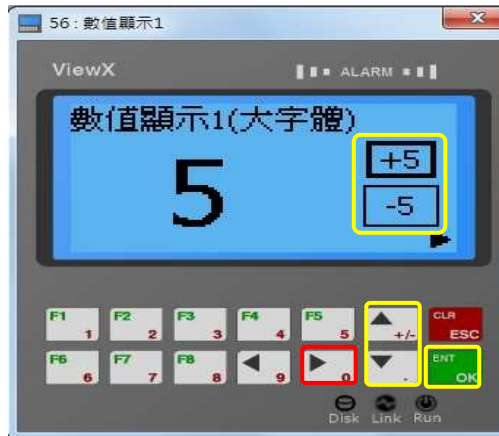 56 : 數值顯示1
ViewX
ALARM
數值顯示1(大字體)
5
+5
-5
F1 1
F2 2
F3 3
F4 4
F5 5
+/-
CLR ESC
F6 6
F7 7
F8 8
9
0
.
ENT OK
Disk Link Run